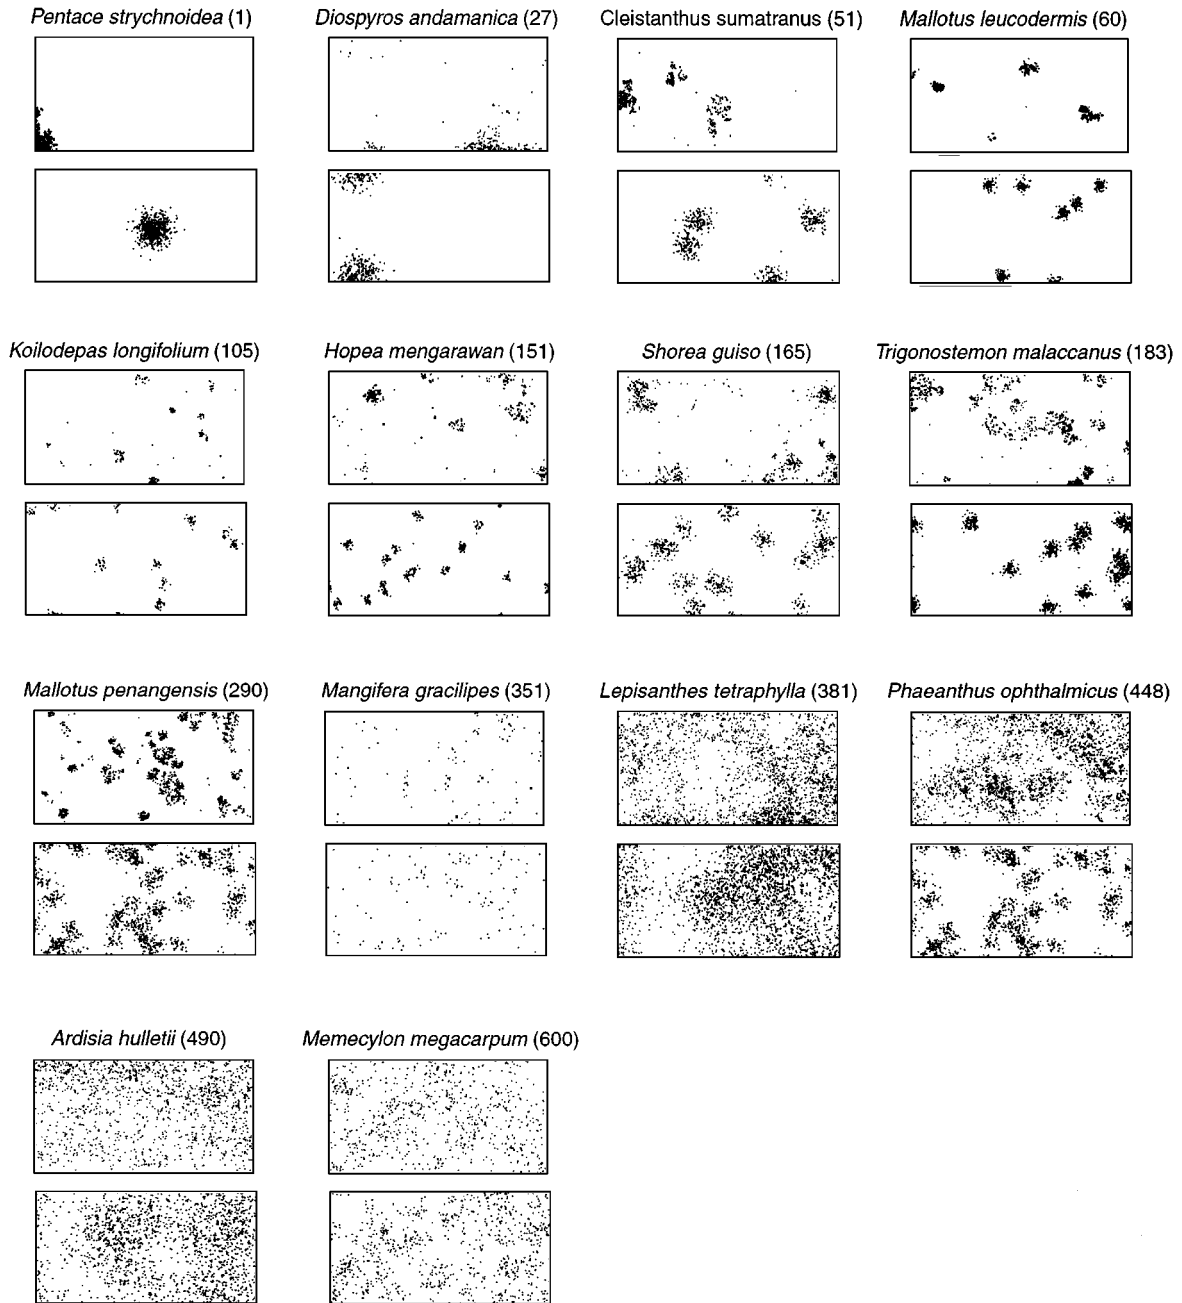 Pentace strychnoidea (1) Diospyros andamanica (27) Cleistanthus sumatranus (51) Mallotus leucodermis (60)
Koilodepas longifolium (105) Hopea mengarawan (151) Shorea guiso (165) Trigonostemon malaccanus (183)
Mallotus penangensis (290) Mangifera gracilipes (351) Lepisanthes tetraphylla (381) Phaeanthus ophthalmicus (448)
Ardisia hulletii (490) Memecylon megacarpum (600)